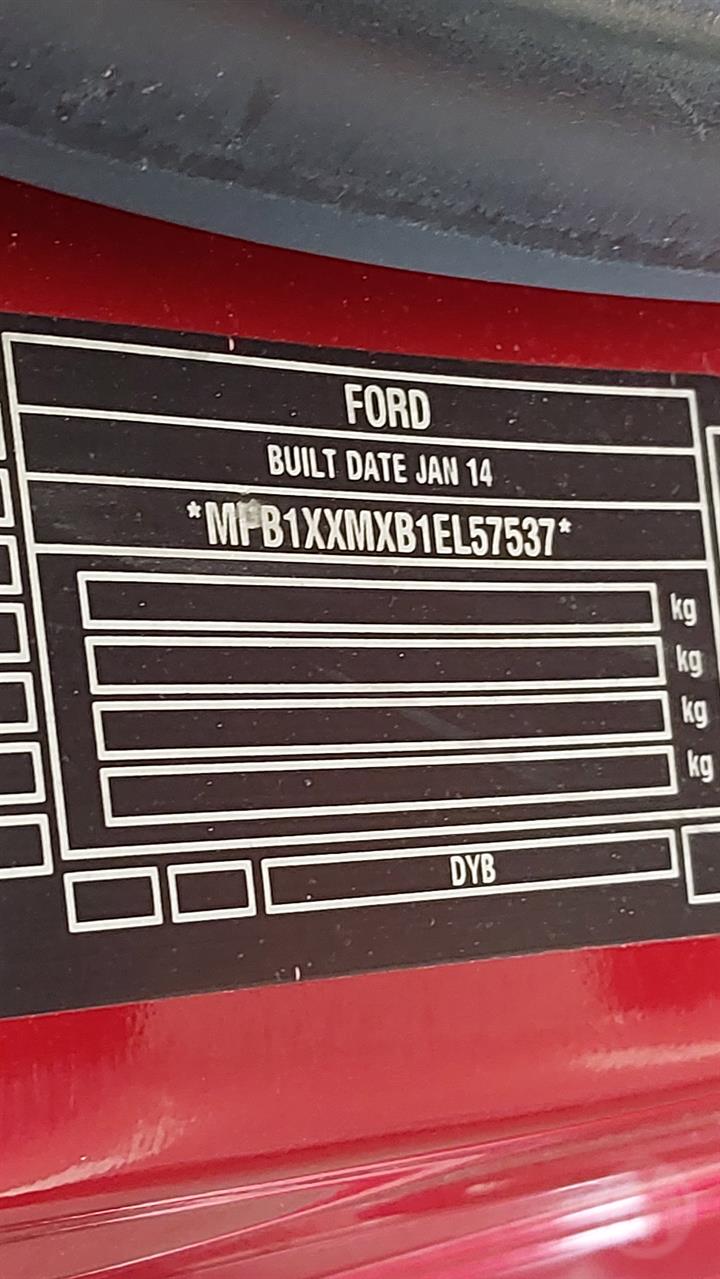 FORD
BUILT DATE JAN 14
*MPB1XXMXB1EL57537*
kg
kg
kg
kg
DYB